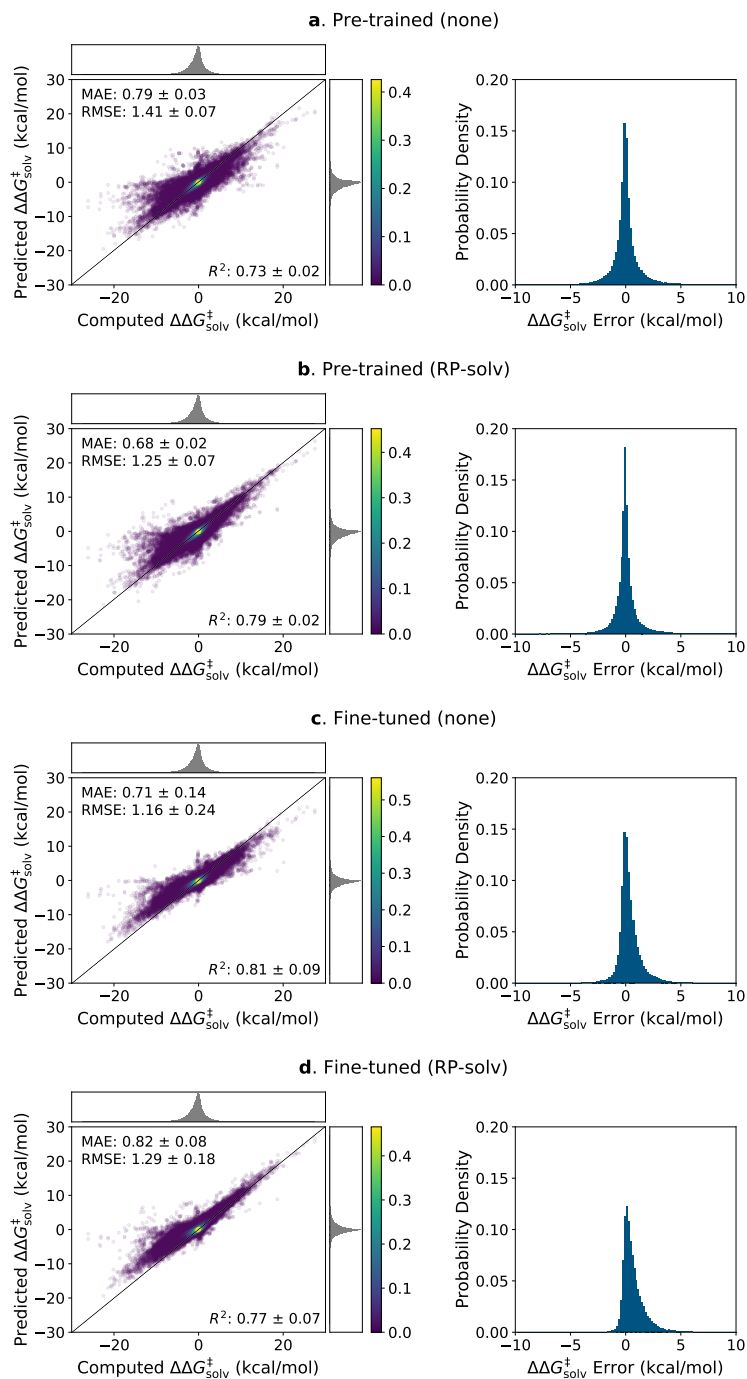 a. Pre-trained (none)
MAE: 0.79 ± 0.03
RMSE: 1.41 ± 0.07
R²: 0.73 ± 0.02
30
20
10
0
−10
−20
−30
−20 0 20
Predicted ΔΔG‡solv (kcal/mol)
Computed ΔΔG‡solv (kcal/mol)
0.4
0.3
0.2
0.1
0.0
Probability Density
0.20
0.15
0.10
0.05
0.00
−10 −5 0 5 10
ΔΔG‡solv Error (kcal/mol)
b. Pre-trained (RP-solv)
MAE: 0.68 ± 0.02
RMSE: 1.25 ± 0.07
R²: 0.79 ± 0.02
30
20
10
0
−10
−20
−30
−20 0 20
Predicted ΔΔG‡solv (kcal/mol)
Computed ΔΔG‡solv (kcal/mol)
0.4
0.3
0.2
0.1
0.0
Probability Density
0.20
0.15
0.10
0.05
0.00
−10 −5 0 5 10
ΔΔG‡solv Error (kcal/mol)
c. Fine-tuned (none)
MAE: 0.71 ± 0.14
RMSE: 1.16 ± 0.24
R²: 0.81 ± 0.09
30
20
10
0
−10
−20
−30
−20 0 20
Predicted ΔΔG‡solv (kcal/mol)
Computed ΔΔG‡solv (kcal/mol)
0.5
0.4
0.3
0.2
0.1
0.0
Probability Density
0.20
0.15
0.10
0.05
0.00
−10 −5 0 5 10
ΔΔG‡solv Error (kcal/mol)
d. Fine-tuned (RP-solv)
MAE: 0.82 ± 0.08
RMSE: 1.29 ± 0.18
R²: 0.77 ± 0.07
30
20
10
0
−10
−20
−30
−20 0 20
Predicted ΔΔG‡solv (kcal/mol)
Computed ΔΔG‡solv (kcal/mol)
0.4
0.3
0.2
0.1
0.0
Probability Density
0.20
0.15
0.10
0.05
0.00
−10 −5 0 5 10
ΔΔG‡solv Error (kcal/mol)